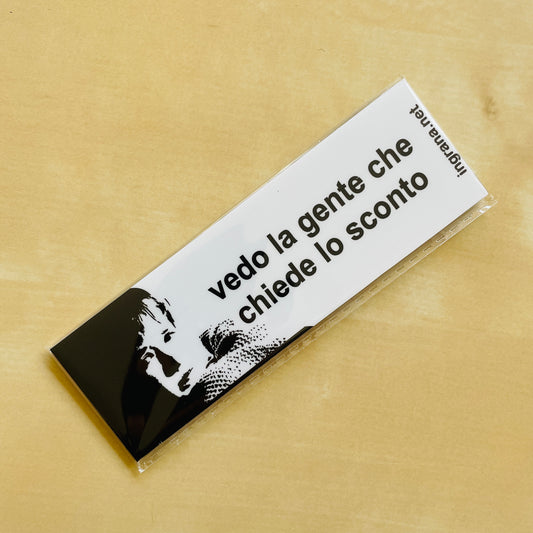 vedo la gente che
chiede lo sconto
ingrana.net